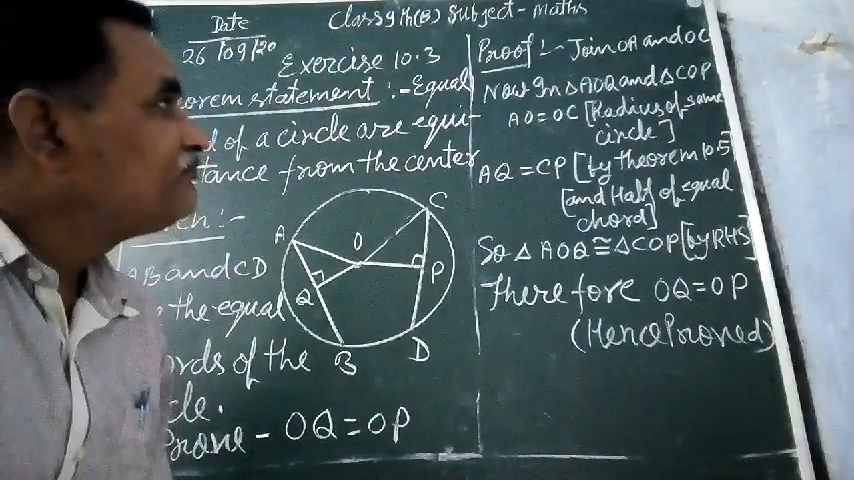 Class 9th(B) Subject - Maths
Date
26/09/20
Exercise 10.3
orem statement :- Equal
d of a circle are equi-
tance from the center
en :-
AB and CD
the equal
rds of the
cle.
Prove - OQ = OP
A
O
C
Q
P
B
D
Proof :- Join OA and OC
Now In △AOQ and △COP
AO = OC [Radius of same
circle]
AQ = CP [by theorem 10.5]
[and Half of equal
chord]
So △AOQ ≅ △COP [by RHS]
Therefore OQ = OP
(Hence Proved)